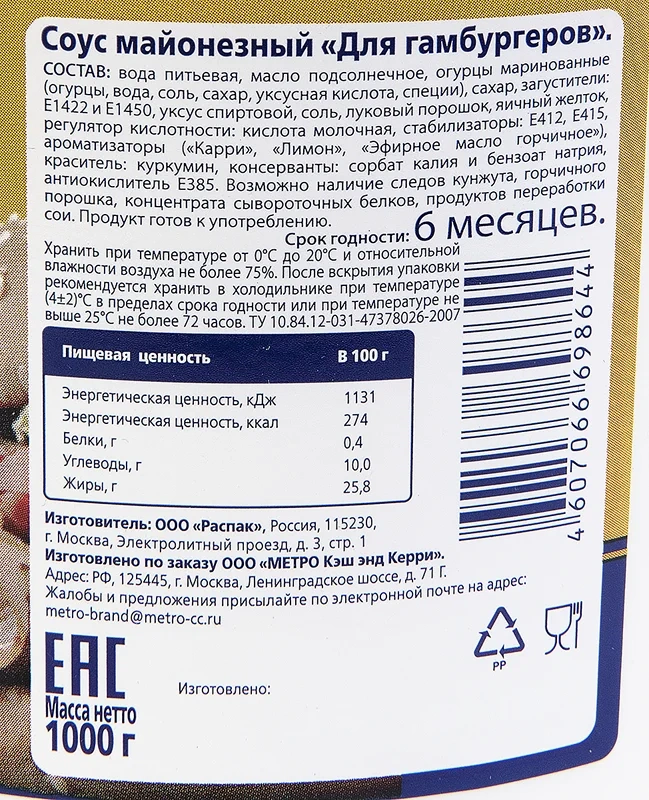 Соус майонезный «Для гамбургеров».
СОСТАВ: вода питьевая, масло подсолнечное, огурцы маринованные
(огурцы, вода, соль, сахар, уксусная кислота, специи), сахар, загустители:
Е1422 и Е1450, уксус спиртовой, соль, луковый порошок, яичный желток,
регулятор кислотности: кислота молочная, стабилизаторы: Е412, Е415,
ароматизаторы («Карри», «Лимон», «Эфирное масло горчичное»),
краситель: куркумин, консерванты: сорбат калия и бензоат натрия,
антиокислитель Е385. Возможно наличие следов кунжута, горчичного
порошка, концентрата сывороточных белков, продуктов переработки
сои. Продукт готов к употреблению.
Срок годности: 6 месяцев.
Хранить при температуре от 0°С до 20°С и относительной
влажности воздуха не более 75%. После вскрытия упаковки
рекомендуется хранить в холодильнике при температуре
(4±2)°С в пределах срока годности или при температуре не
выше 25°С не более 72 часов. ТУ 10.84.12-031-47378026-2007
Пищевая ценность В 100 г
Энергетическая ценность, кДж 1131
Энергетическая ценность, ккал 274
Белки, г 0,4
Углеводы, г 10,0
Жиры, г 25,8
4 607066 698644
Изготовитель: ООО «Распак», Россия, 115230,
г. Москва, Электролитный проезд, д. 3, стр. 1
Изготовлено по заказу ООО «МЕТРО Кэш энд Керри».
Адрес: РФ, 125445, г. Москва, Ленинградское шоссе, д. 71 Г.
Жалобы и предложения присылайте по электронной почте на адрес:
metro-brand@metro-cc.ru
PP
ЕАС
Изготовлено:
Масса нетто
1000 г